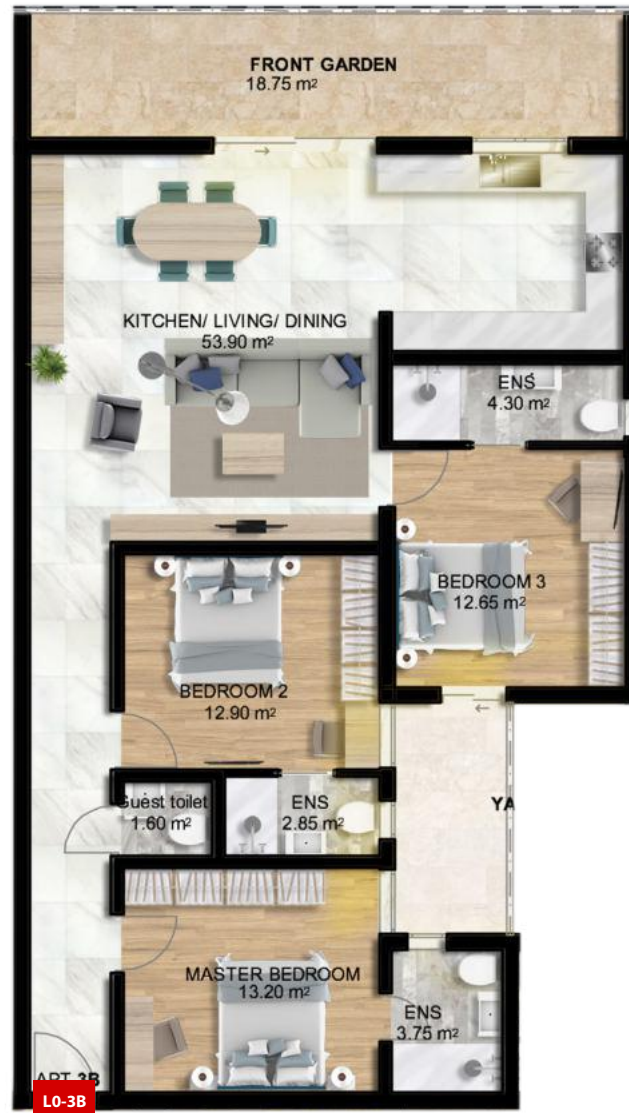 FRONT GARDEN
18.75 m²
KITCHEN/ LIVING/ DINING
53.90 m²
ENS
4.30 m²
BEDROOM 3
12.65 m²
BEDROOM 2
12.90 m²
YA
Guest toilet
1.60 m²
ENS
2.85 m²
MASTER BEDROOM
13.20 m²
ENS
3.75 m²
APT 3B
L0-3B